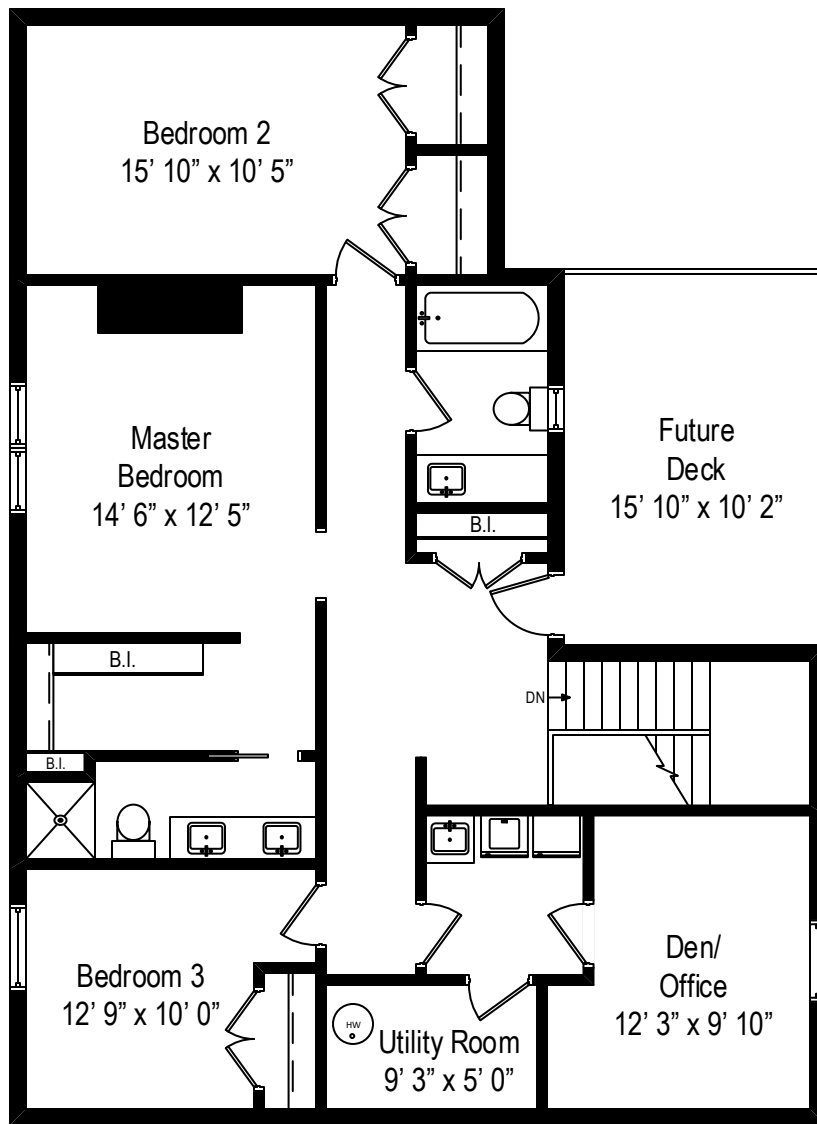 Bedroom 2
15’ 10” x 10’ 5”
Master
Bedroom
14’ 6” x 12’ 5”
Future
Deck
15’ 10” x 10’ 2”
B.I.
B.I.
DN
B.I.
Bedroom 3
12’ 9” x 10’ 0”
Den/
Office
12’ 3” x 9’ 10”
HW
Utility Room
9’ 3” x 5’ 0”